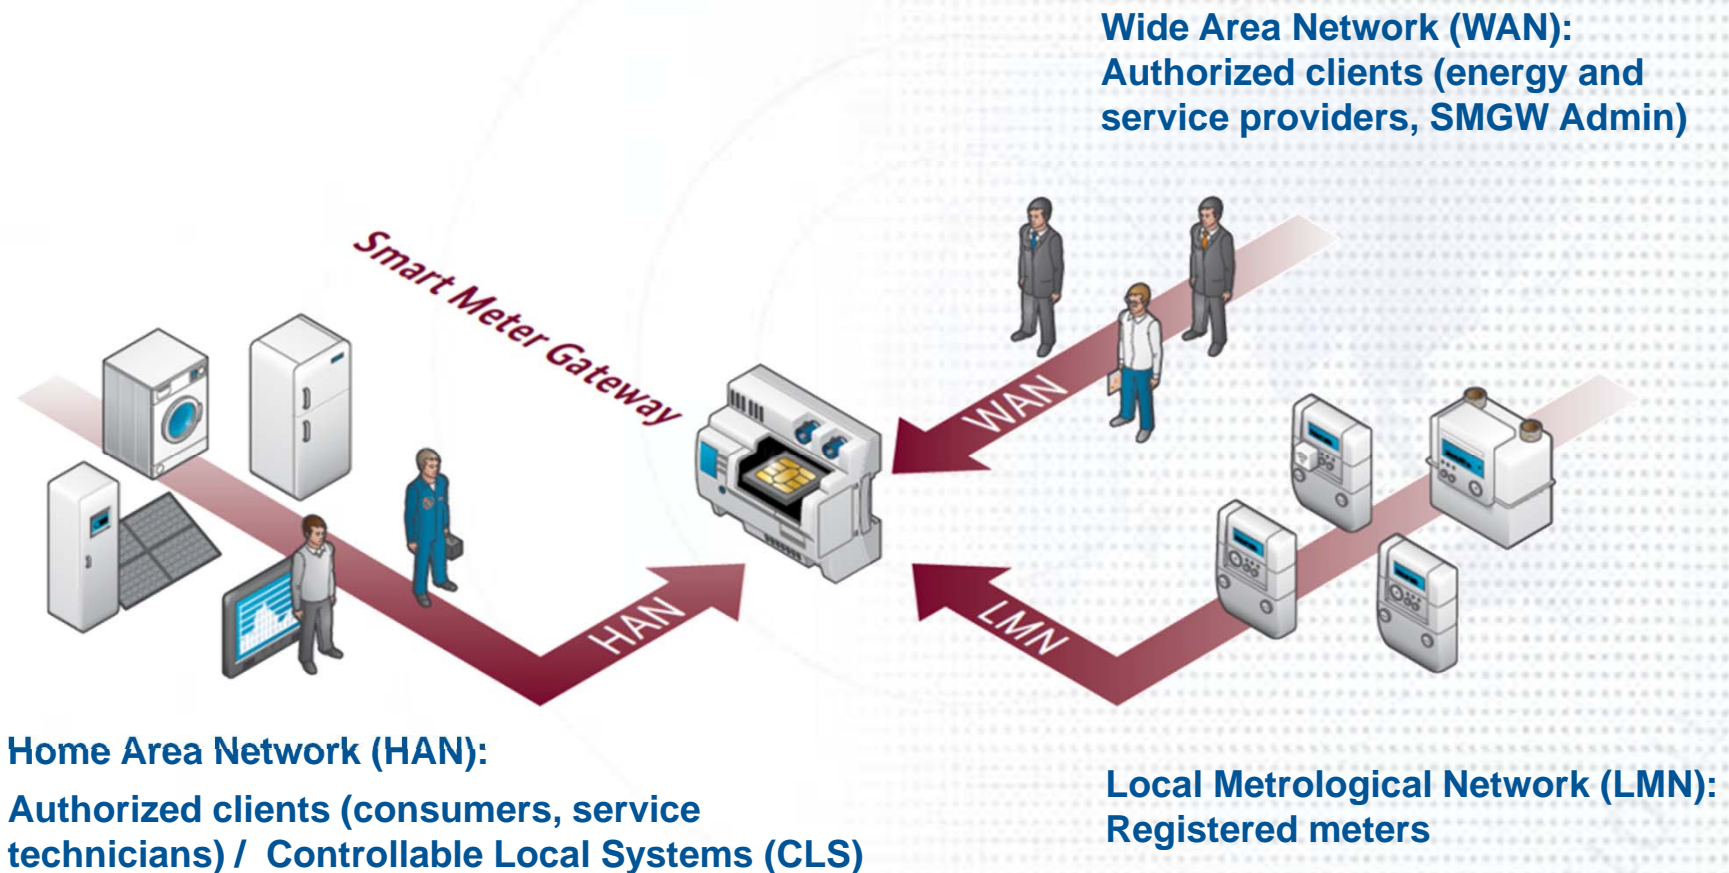 Wide Area Network (WAN):
Authorized clients (energy and
service providers, SMGW Admin)
Smart Meter Gateway
WAN
HAN
LMN
Home Area Network (HAN):
Authorized clients (consumers, service
technicians) / Controllable Local Systems (CLS)
Local Metrological Network (LMN):
Registered meters